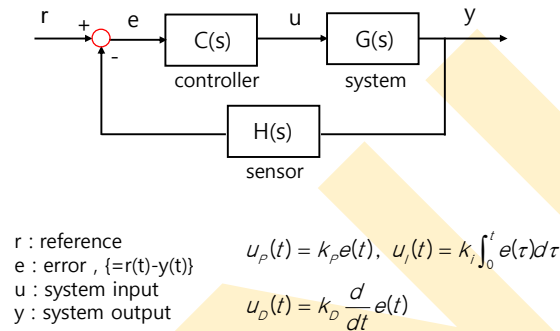 r
+
e
C(s)
u
G(s)
y
-
controller
system
H(s)
sensor
r : reference
e : error , {=r(t)-y(t)}
u : system input
y : system output
u_P(t) = k_P e(t), u_I(t) = k_i ∫_0^t e(τ)dτ
u_D(t) = k_D d/dt e(t)